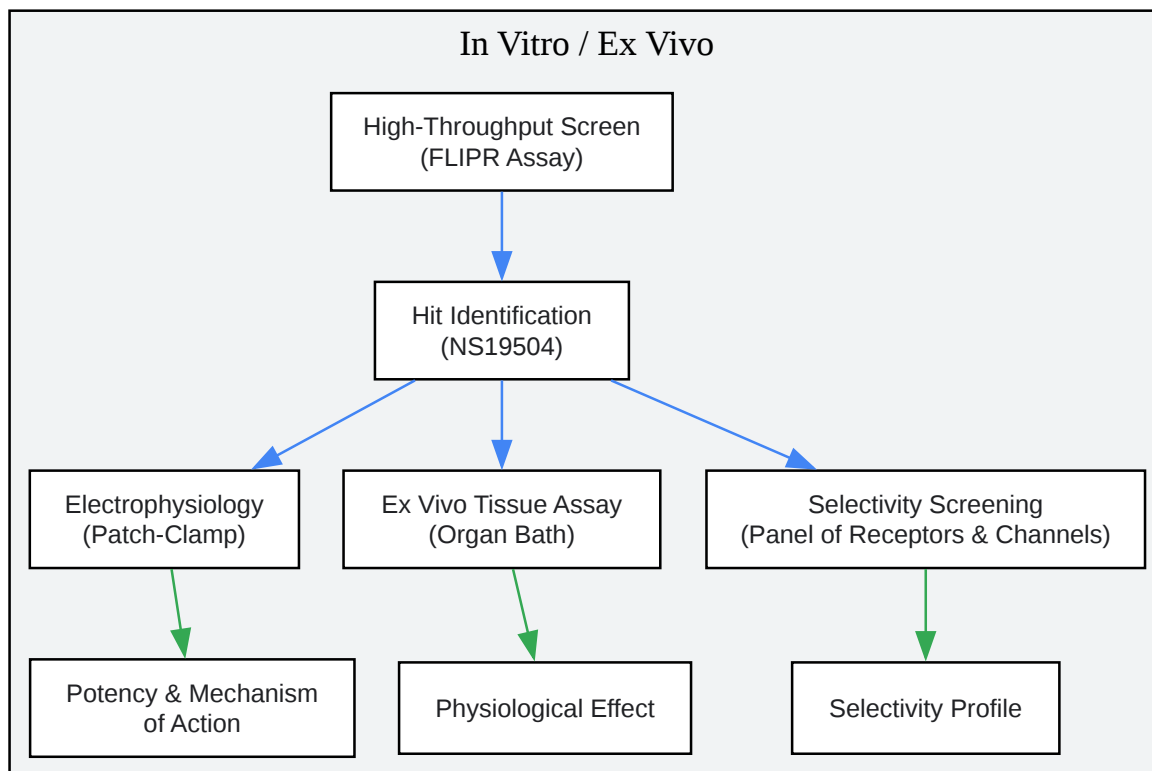 In Vitro / Ex Vivo
High-Throughput Screen
(FLIPR Assay)
Hit Identification
(NS19504)
Electrophysiology
(Patch-Clamp)
Ex Vivo Tissue Assay
(Organ Bath)
Selectivity Screening
(Panel of Receptors & Channels)
Potency & Mechanism
of Action
Physiological Effect
Selectivity Profile